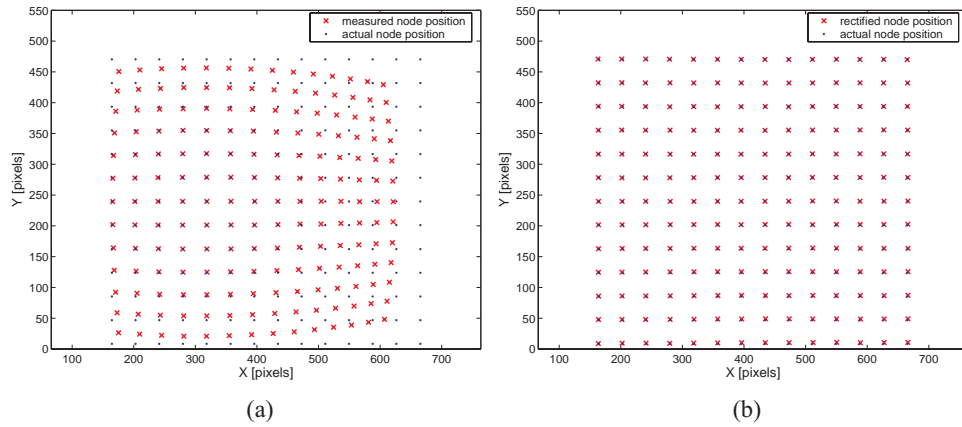 550
500
450
400
350
300
250
200
150
100
50
0
Y [pixels]
100 200 300 400 500 600 700
X [pixels]
measured node position
actual node position
(a)
550
500
450
400
350
300
250
200
150
100
50
0
Y [pixels]
100 200 300 400 500 600 700
X [pixels]
rectified node position
actual node position
(b)